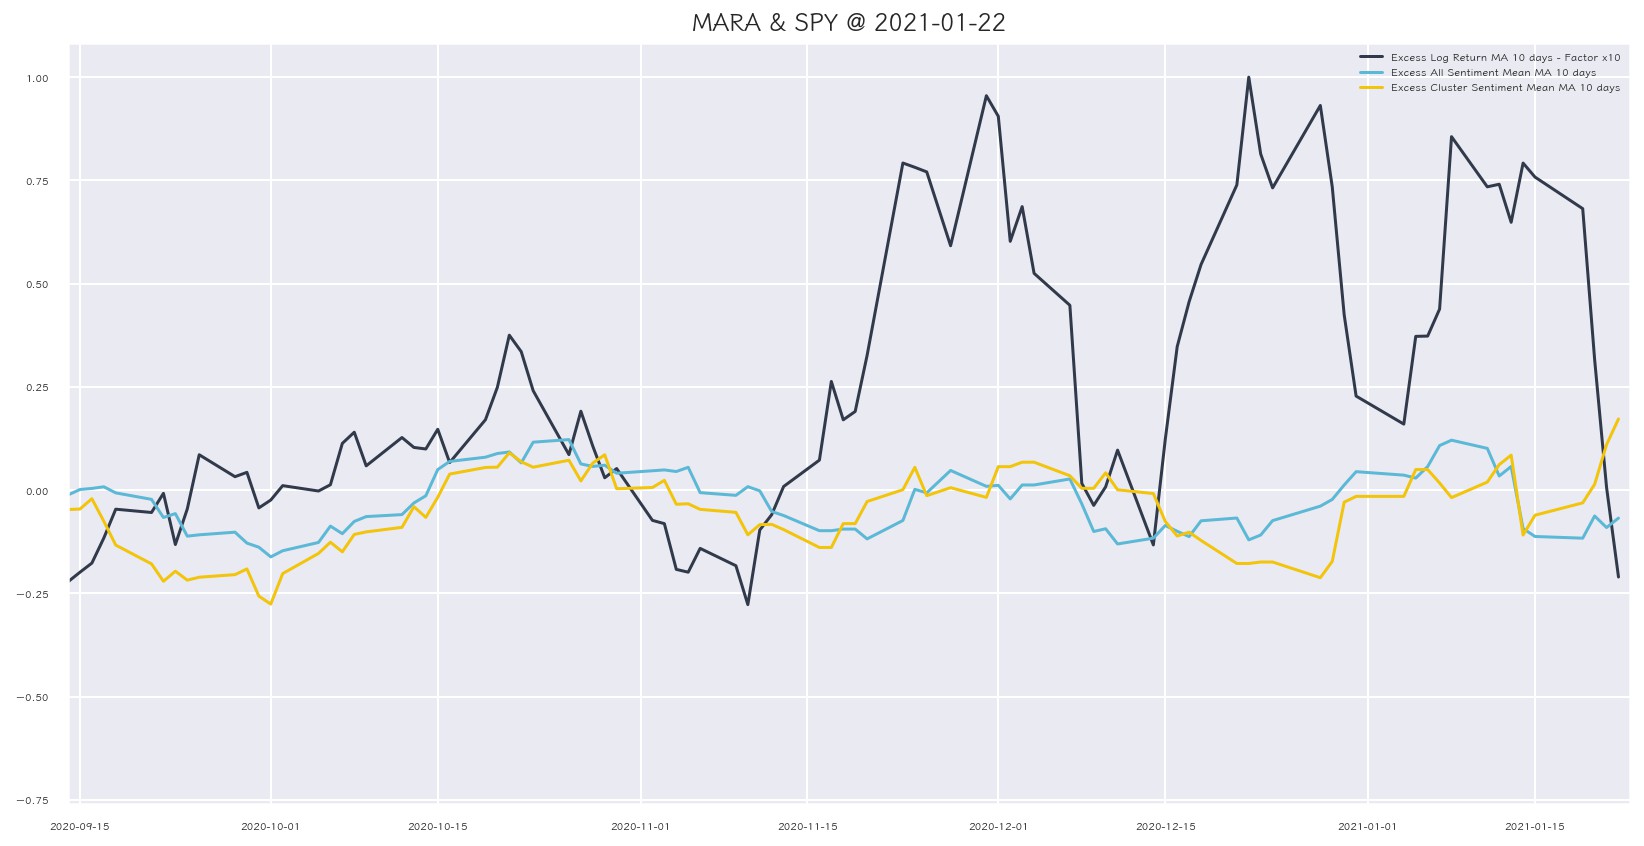 MARA & SPY @ 2021-01-22
Excess Log Return MA 10 days - Factor x10
Excess All Sentiment Mean MA 10 days
Excess Cluster Sentiment Mean MA 10 days
1.00
0.75
0.50
0.25
0.00
−0.25
−0.50
−0.75
2020-09-15 2020-10-01 2020-10-15 2020-11-01 2020-11-15 2020-12-01 2020-12-15 2021-01-01 2021-01-15